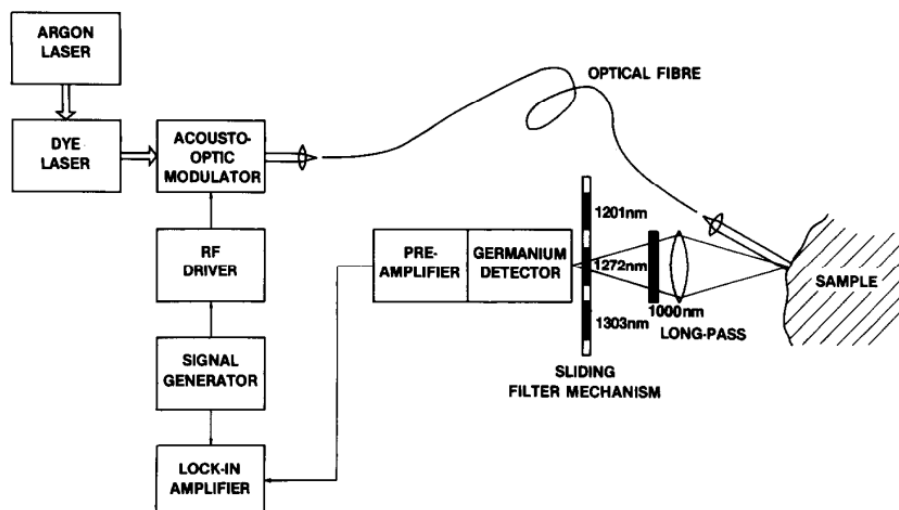 ARGON
LASER
DYE
LASER
ACOUSTO-
OPTIC
MODULATOR
OPTICAL FIBRE
RF
DRIVER
PRE-
AMPLIFIER
GERMANIUM
DETECTOR
1201nm
1272nm
1303nm
1000nm
LONG-PASS
SAMPLE
SLIDING
FILTER MECHANISM
SIGNAL
GENERATOR
LOCK-IN
AMPLIFIER